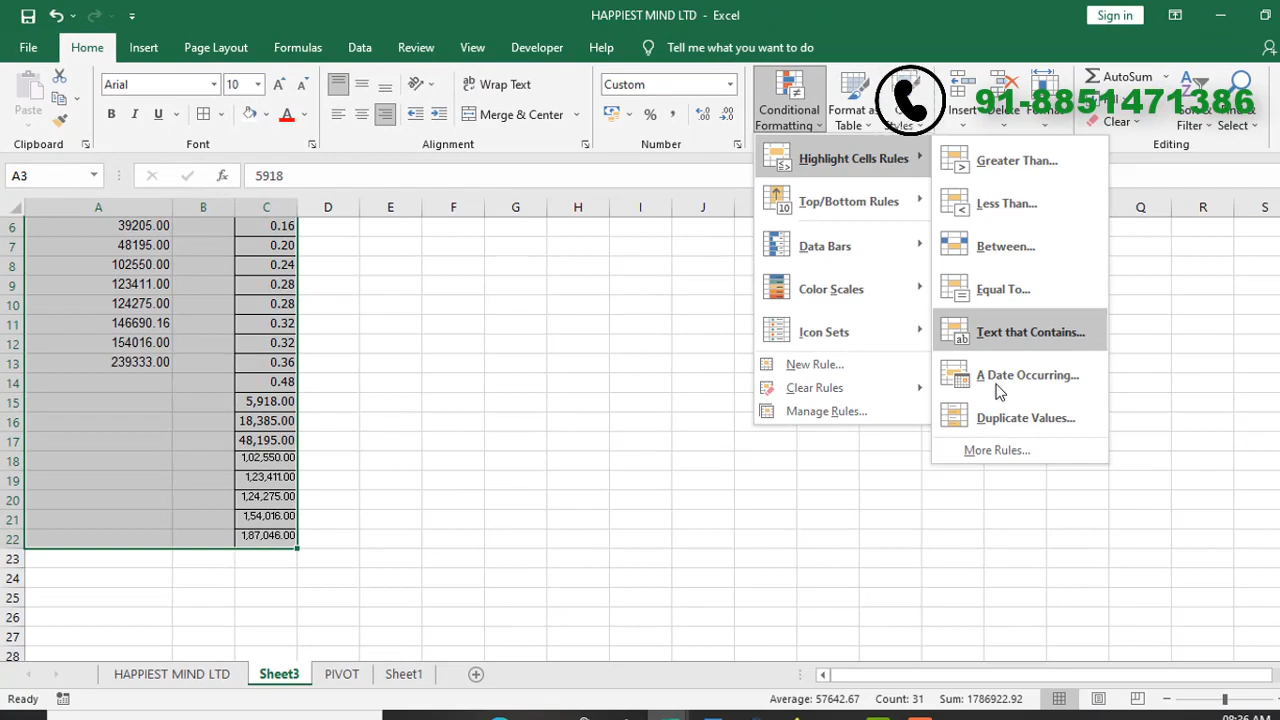 HAPPIEST MIND LTD - Excel
Sign in
File Home Insert Page Layout Formulas Data Review View Developer Help Tell me what you want to do
Paste
Arial 10
B I U
Wrap Text
Merge & Center
Custom
Conditional Formatting
Format as Table
Styles
Insert Delete Format
AutoSum
Clear
Sort & Filter
Find & Select
91-8851471386
Clipboard Font Alignment Number Editing
A3 fx 5918
Highlight Cells Rules
Top/Bottom Rules
Data Bars
Color Scales
Icon Sets
New Rule...
Clear Rules
Manage Rules...
Greater Than...
Less Than...
Between...
Equal To...
Text that Contains...
A Date Occurring...
Duplicate Values...
More Rules...
A B C D E F G H I J Q R S
6 39205.00 0.16
7 48195.00 0.20
8 102550.00 0.24
9 123411.00 0.28
10 124275.00 0.28
11 146690.16 0.32
12 154016.00 0.32
13 239333.00 0.36
14 0.48
15 5,918.00
16 18,385.00
17 48,195.00
18 1,02,550.00
19 1,23,411.00
20 1,24,275.00
21 1,54,016.00
22 1,87,046.00
23
24
25
26
27
28
HAPPIEST MIND LTD Sheet3 PIVOT Sheet1
Ready Average: 57642.67 Count: 31 Sum: 1786922.92